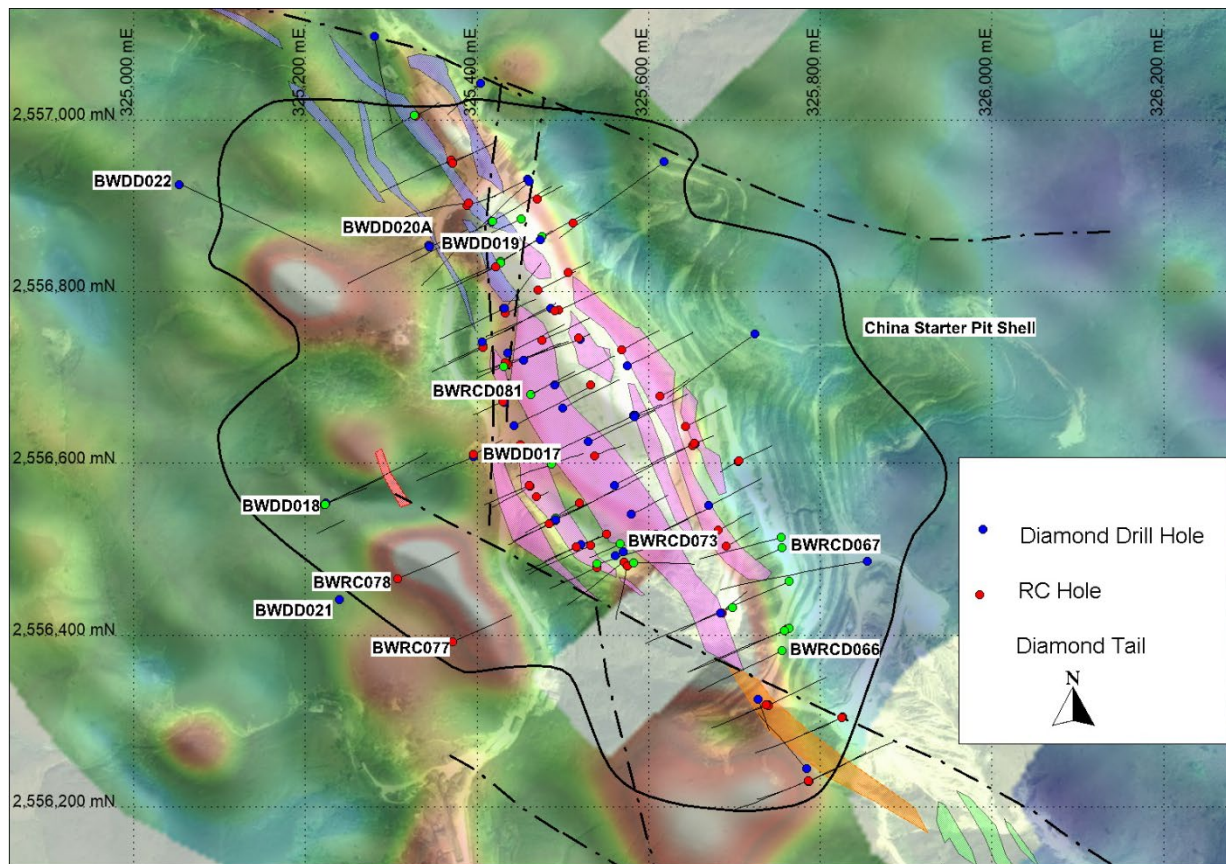 325,000 mE
325,200 mE
325,400 mE
325,600 mE
325,800 mE
326,000 mE
326,200 mE
2,557,000 mN
BWDD022
BWDD020A
BWDD019
2,556,800 mN
China Starter Pit Shell
BWRCD081
BWDD017
2,556,600 mN
BWDD018
BWRCD073
BWRCD067
Diamond Drill Hole
BWRC078
RC Hole
BWDD021
2,556,400 mN
BWRC077
BWRCD066
Diamond Tail
N
2,556,200 mN